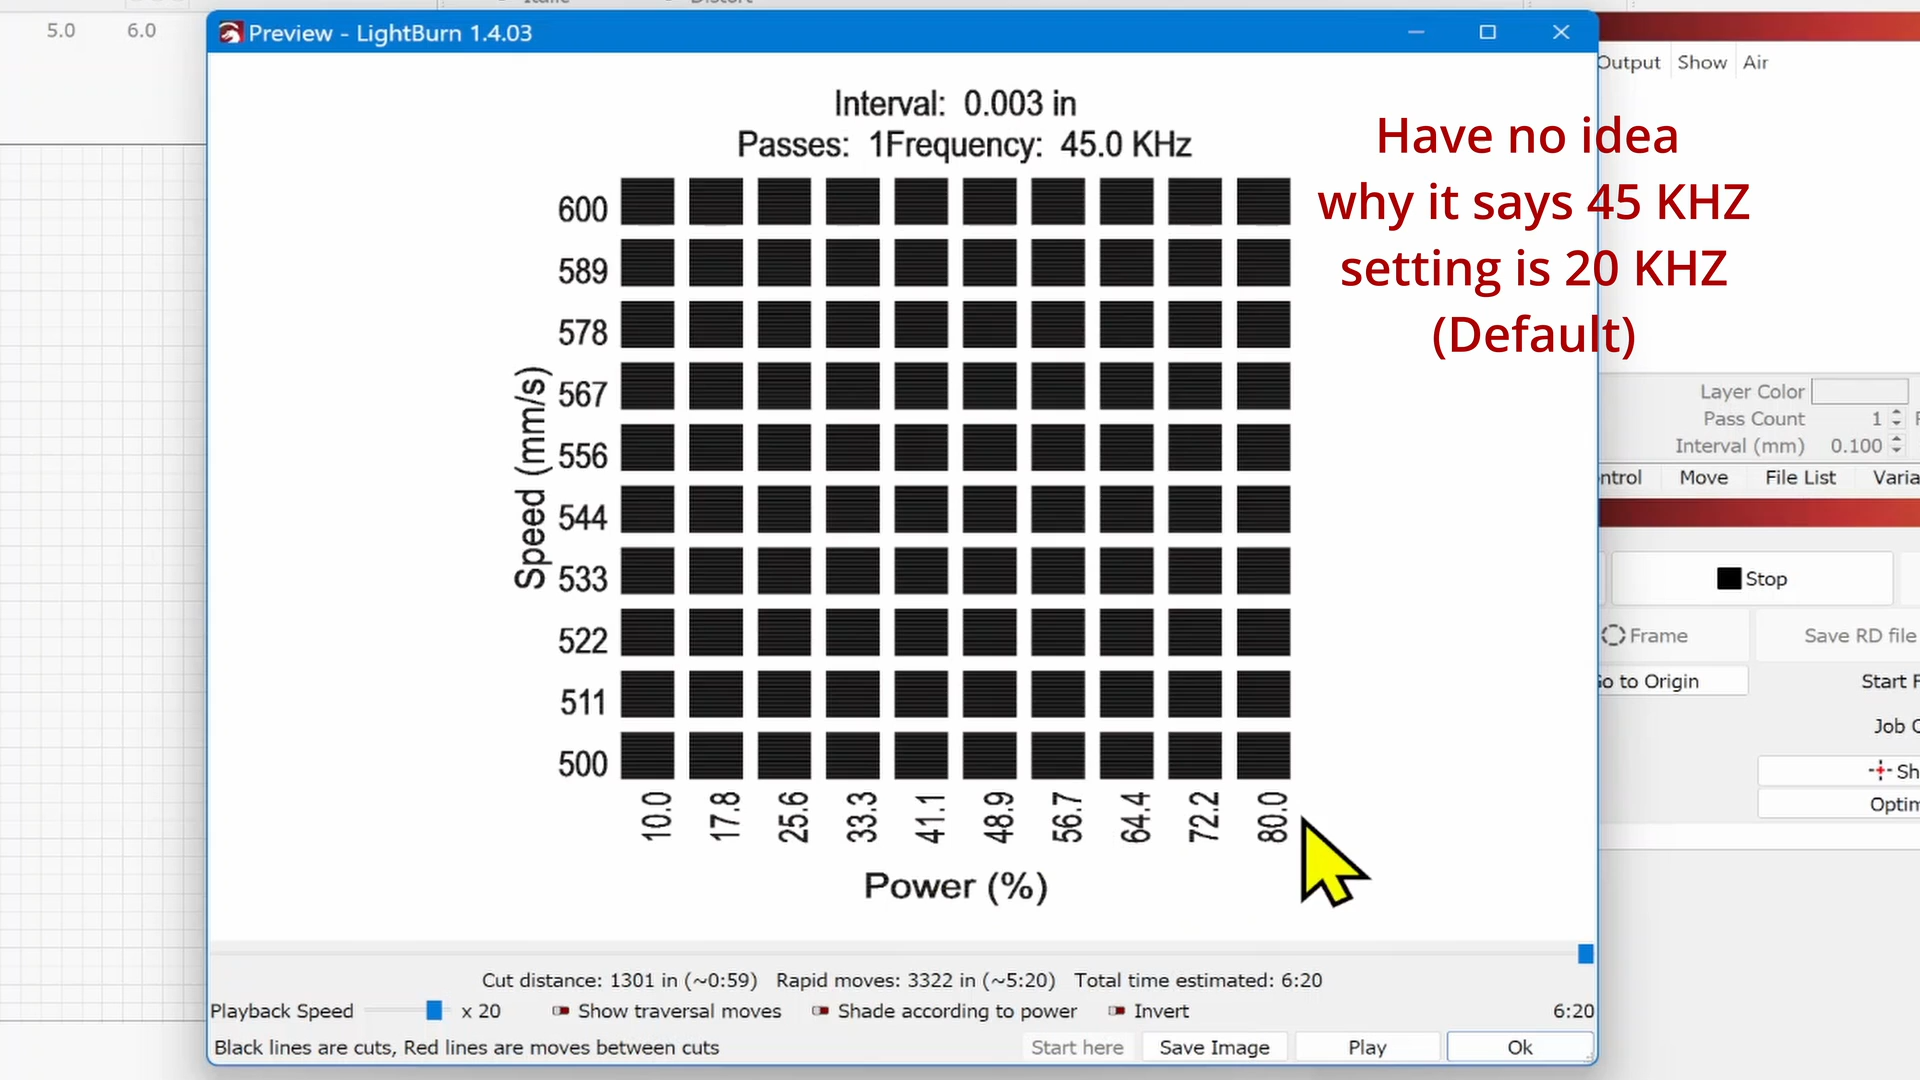 Italic
Distort
5.0 6.0
Preview - LightBurn 1.4.03
Output Show Air
Interval: 0.003 in
Passes: 1Frequency: 45.0 KHz
Have no idea
why it says 45 KHZ
setting is 20 KHZ
(Default)
Speed (mm/s)
600
589
578
567
556
544
533
522
511
500
10.0 17.8 25.6 33.3 41.1 48.9 56.7 64.4 72.2 80.0
Power (%)
Layer Color
Pass Count 1
Interval (mm) 0.100
ntrol Move File List Varia
Stop
Frame Save RD file
Go to Origin Start F
Job O
Sh
Optim
Cut distance: 1301 in (~0:59) Rapid moves: 3322 in (~5:20) Total time estimated: 6:20
Playback Speed x 20 Show traversal moves Shade according to power Invert 6:20
Black lines are cuts, Red lines are moves between cuts Start here Save Image Play Ok